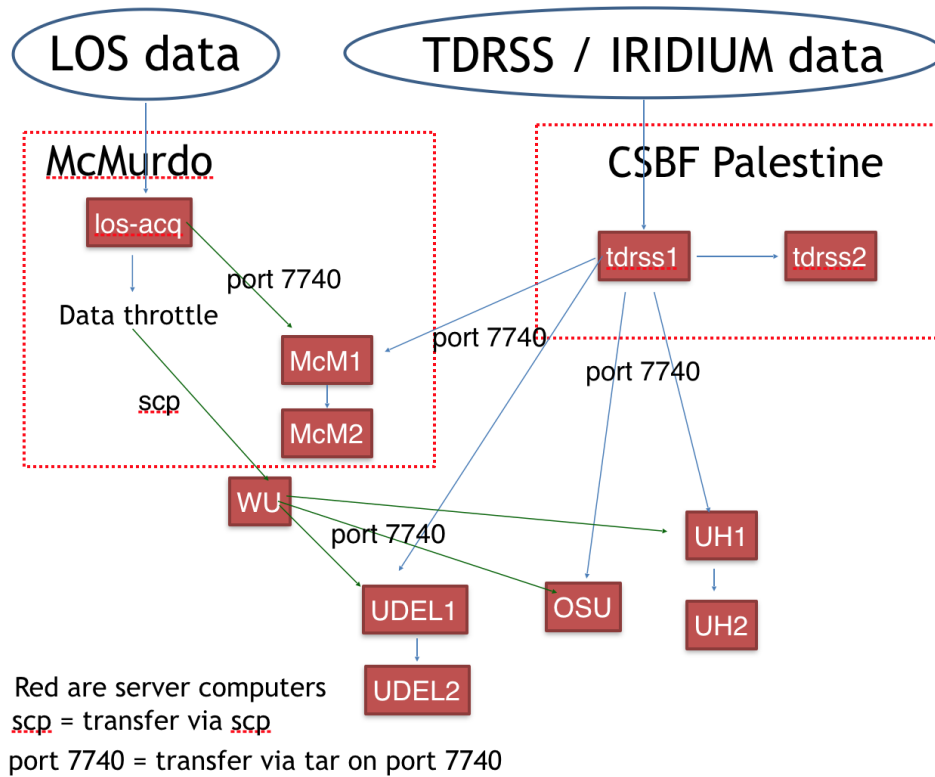 LOS data
TDRSS / IRIDIUM data
McMurdo
CSBF Palestine
los-acq
tdrss1
tdrss2
port 7740
Data throttle
port 7740
McM1
port 7740
scp
McM2
WU
port 7740
UH1
UDEL1
OSU
UH2
UDEL2
Red are server computers
scp = transfer via scp
port 7740 = transfer via tar on port 7740